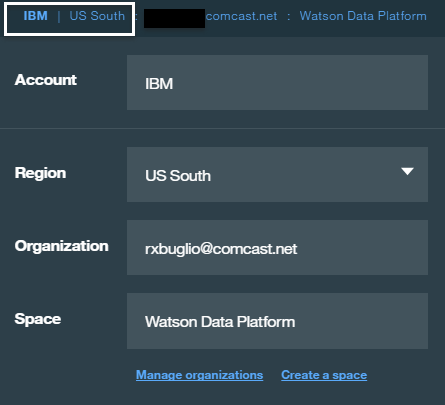 IBM | US South : comcast.net : Watson Data Platform
Account IBM
Region US South
Organization rxbuglio@comcast.net
Space Watson Data Platform
Manage organizations Create a space